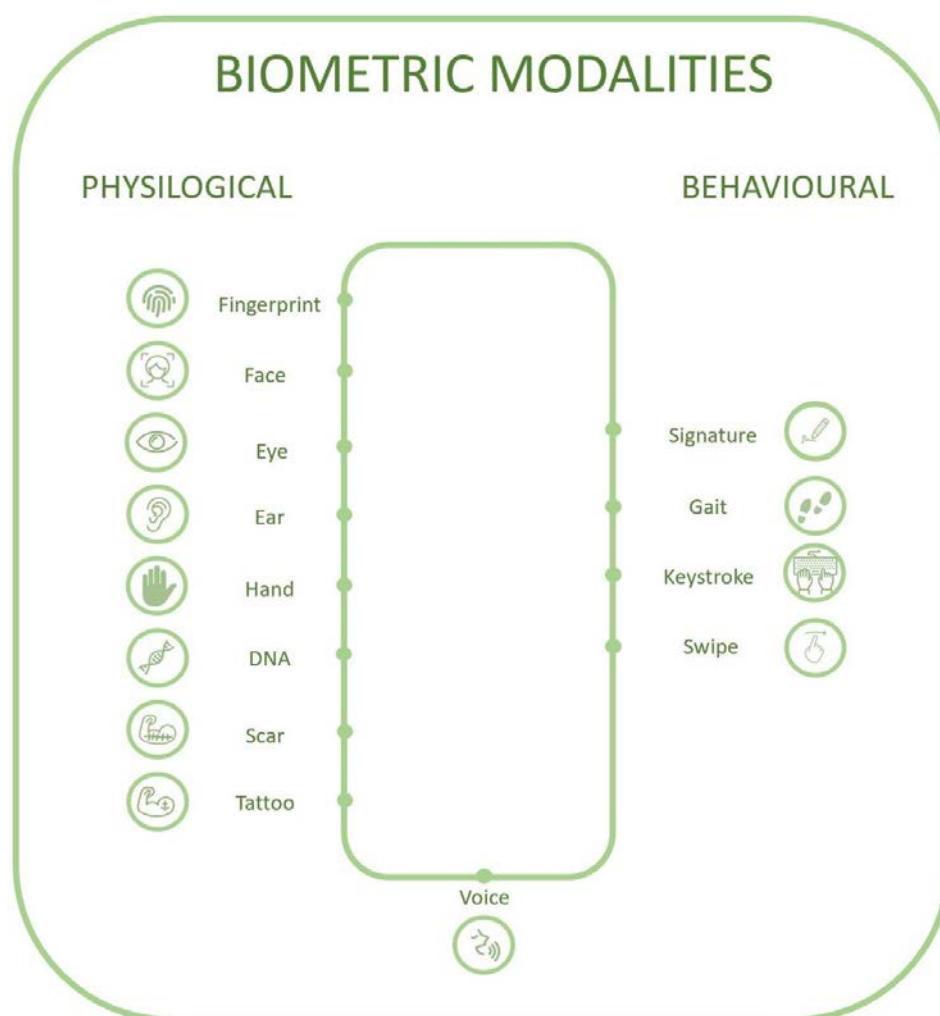 BIOMETRIC MODALITIES
PHYSILOGICAL
BEHAVIOURAL
Fingerprint
Face
Eye
Ear
Hand
DNA
Scar
Tattoo
Signature
Gait
Keystroke
Swipe
Voice